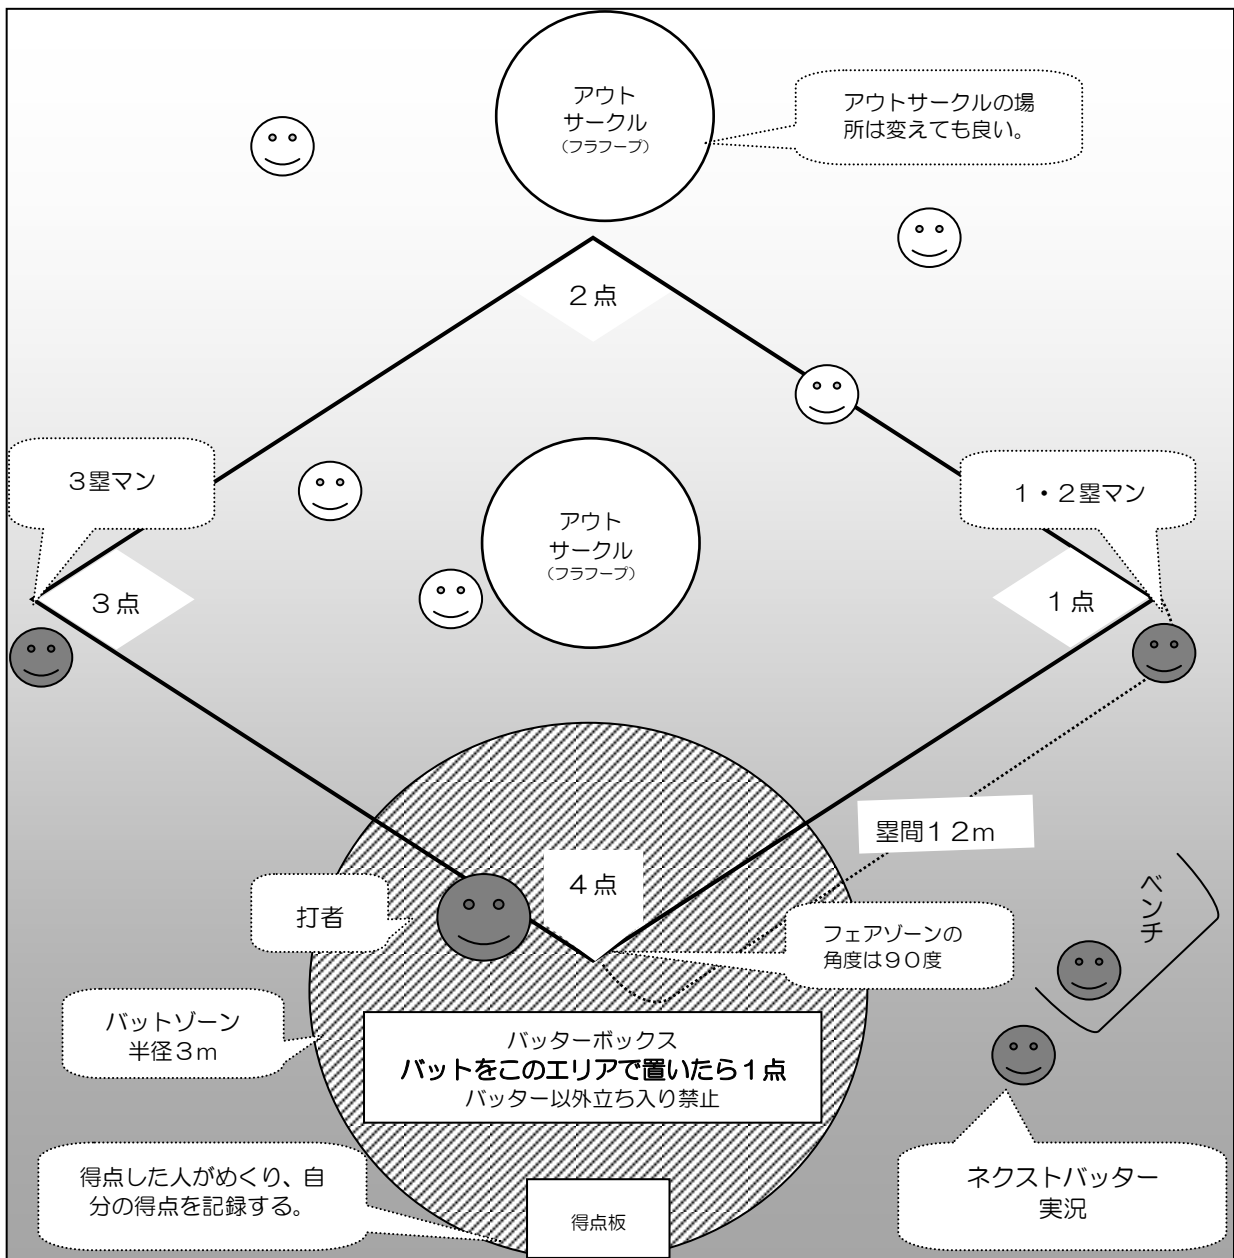 アウト
サークル
(フラフープ)
アウトサークルの場
所は変えても良い。
２点
３塁マン
１・２塁マン
アウト
サークル
(フラフープ)
３点
１点
塁間１２ｍ
４点
打者
ベンチ
フェアゾーンの
角度は９０度
バットゾーン
半径３ｍ
バッターボックス
バットをこのエリアで置いたら１点
バッター以外立ち入り禁止
得点した人がめくり、自
分の得点を記録する。
ネクストバッター
実況
得点板